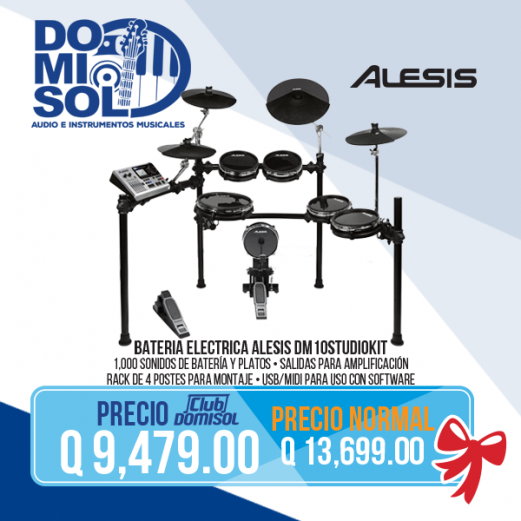 DO
MI
SOL
AUDIO E INSTRUMENTOS MUSICALES
ALESIS
ALESIS
ALESIS
BATERIA ELECTRICA ALESIS DM10STUDIOKIT
1,000 SONIDOS DE BATERÍA Y PLATOS • SALIDAS PARA AMPLIFICACIÓN
RACK DE 4 POSTES PARA MONTAJE • USB/MIDI PARA USO CON SOFTWARE
PRECIO Club DOMISOL
Q 9,479.00
PRECIO NORMAL
Q 13,699.00